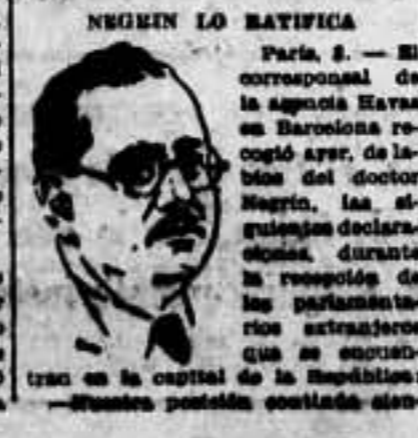 NEGRIN LO RATIFICA
París, 2. — El
corresponsal de
la agencia Havas
en Barcelona re-
cogió ayer, de la-
bios del doctor
Negrín, las si-
guientes declara-
ciones, durante
la recepción de
los parlamenta-
rios extranjeros
que se encuen-
tran en la capital de la República:
—Nuestra posición continúa sien-